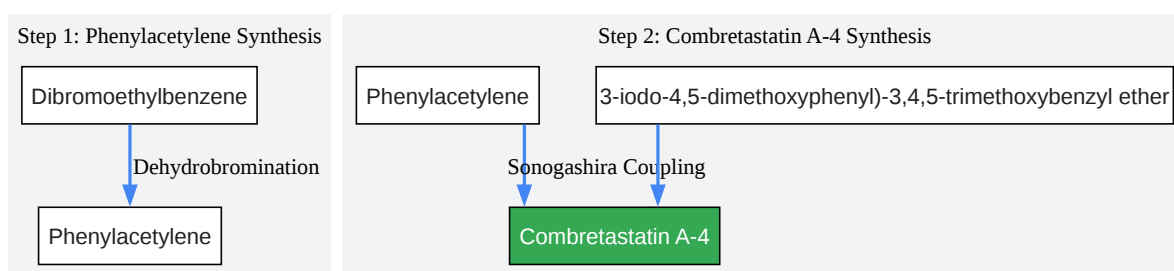 Step 1: Phenylacetylene Synthesis
Dibromoethylbenzene
Dehydrobromination
Phenylacetylene
Step 2: Combretastatin A-4 Synthesis
Phenylacetylene
3-iodo-4,5-dimethoxyphenyl)-3,4,5-trimethoxybenzyl ether
Sonogashira Coupling
Combretastatin A-4